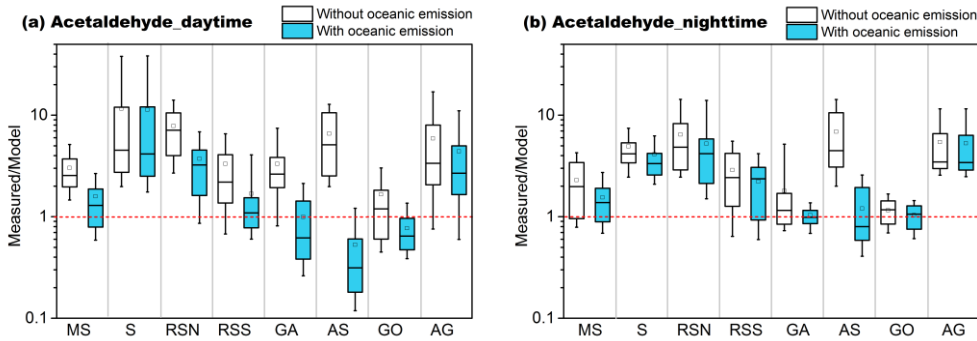 (a) Acetaldehyde_daytime
Without oceanic emission
With oceanic emission
Measured/Model
10
1
0.1
MS S RSN RSS GA AS GO AG
(b) Acetaldehyde_nighttime
Without oceanic emission
With oceanic emission
Measured/Model
10
1
0.1
MS S RSN RSS GA AS GO AG